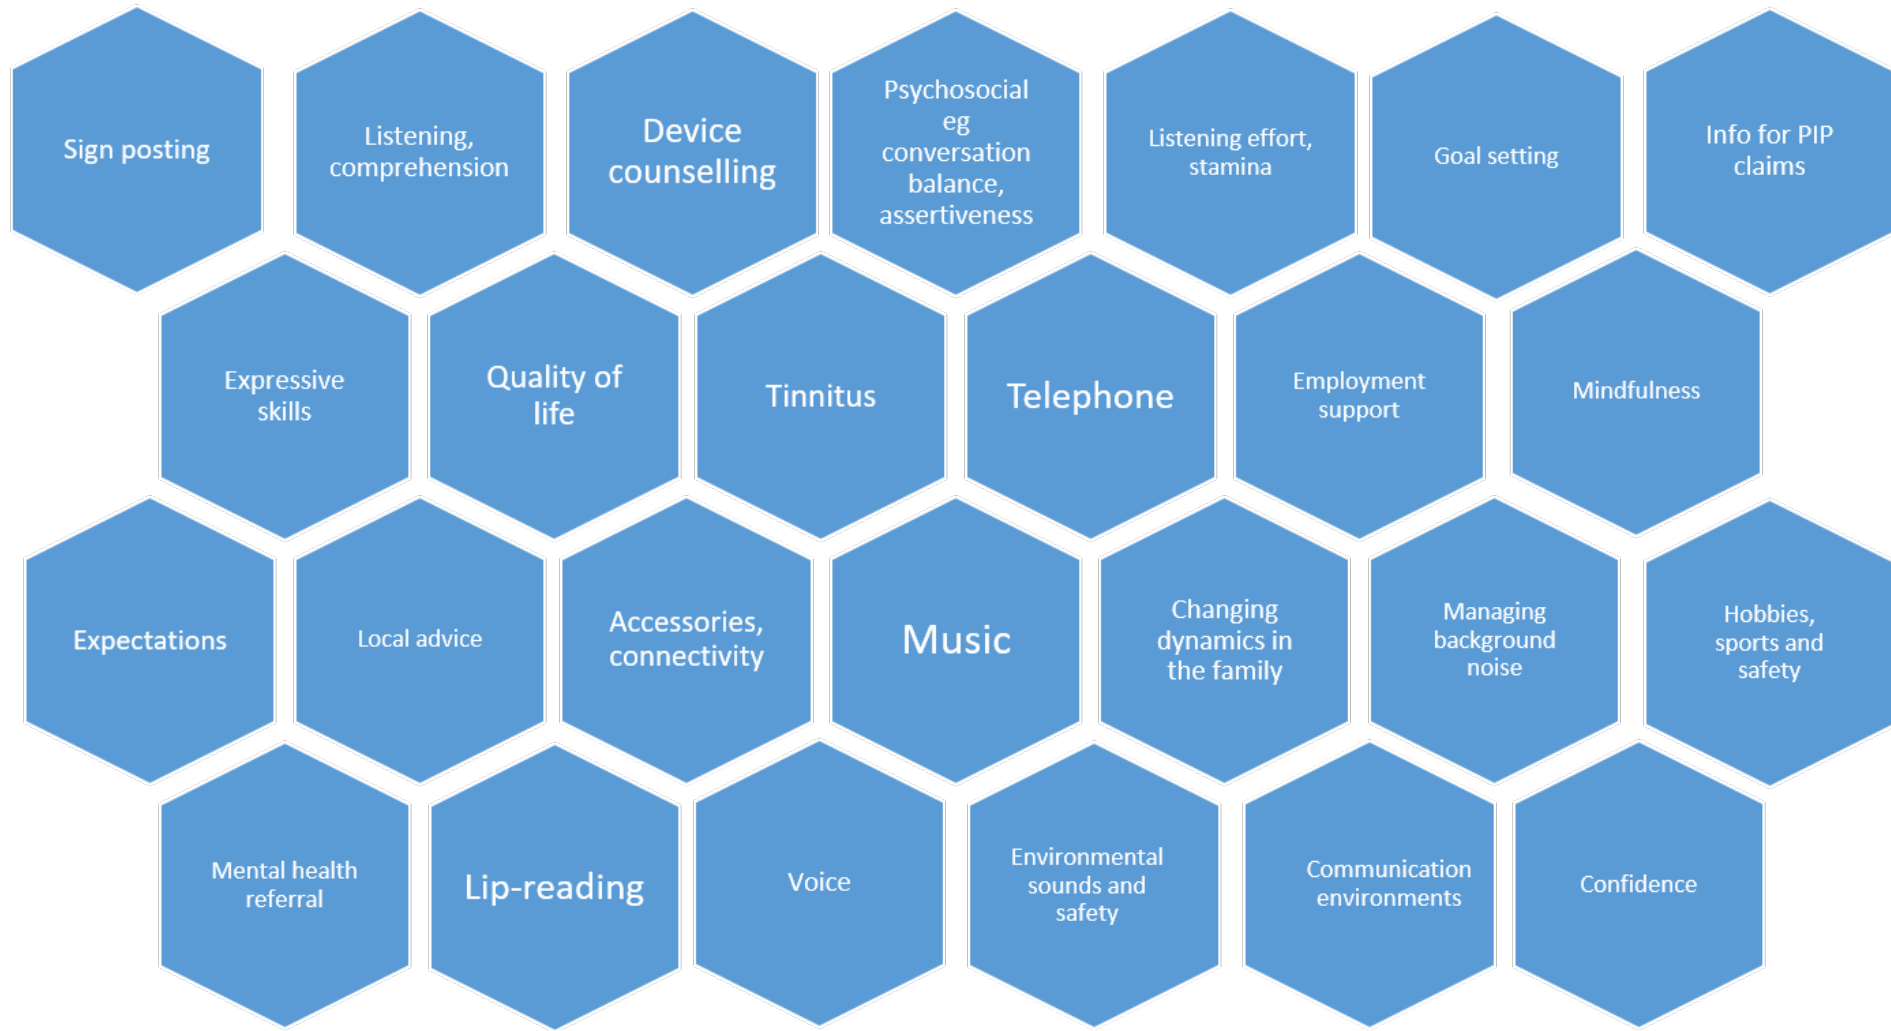 Sign posting
Listening,
comprehension
Device
counselling
Psychosocial
eg
conversation
balance,
assertiveness
Listening effort,
stamina
Goal setting
Info for PIP
claims
Expressive
skills
Quality of
life
Tinnitus
Telephone
Employment
support
Mindfulness
Expectations
Local advice
Accessories,
connectivity
Music
Changing
dynamics in
the family
Managing
background
noise
Hobbies,
sports and
safety
Mental health
referral
Lip-reading
Voice
Environmental
sounds and
safety
Communication
environments
Confidence